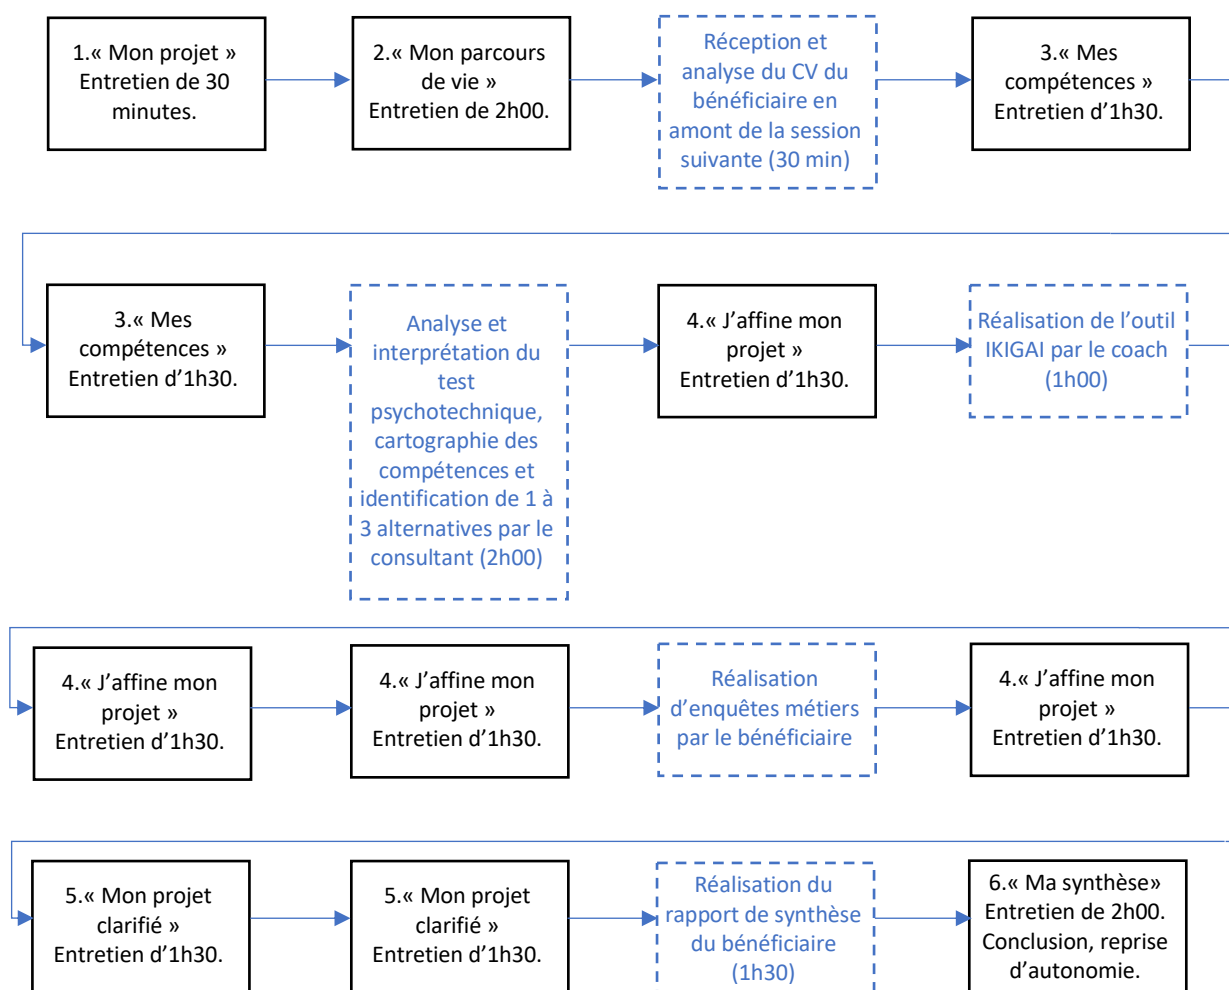 1.« Mon projet »
Entretien de 30
minutes.
2.« Mon parcours
de vie »
Entretien de 2h00.
Réception et
analyse du CV du
bénéficiaire en
amont de la session
suivante (30 min)
3.« Mes
compétences »
Entretien d’1h30.
3.« Mes
compétences »
Entretien d’1h30.
Analyse et
interprétation du
test
psychotechnique,
cartographie des
compétences et
identification de 1 à
3 alternatives par le
consultant (2h00)
4.« J’affine mon
projet »
Entretien d’1h30.
Réalisation de l’outil
IKIGAI par le coach
(1h00)
4.« J’affine mon
projet »
Entretien d’1h30.
4.« J’affine mon
projet »
Entretien d’1h30.
Réalisation
d’enquêtes métiers
par le bénéficiaire
4.« J’affine mon
projet »
Entretien d’1h30.
5.« Mon projet
clarifié »
Entretien d’1h30.
5.« Mon projet
clarifié »
Entretien d’1h30.
Réalisation du
rapport de synthèse
du bénéficiaire
(1h30)
6.« Ma synthèse»
Entretien de 2h00.
Conclusion, reprise
d’autonomie.